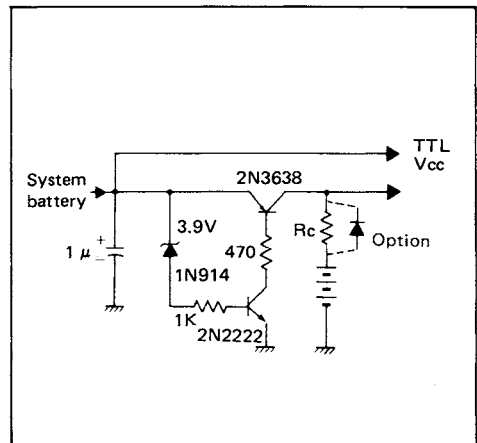 TTL
Vcc
System
battery
2N3638
3.9V
Rc
Option
1 μ
+
−
470
1N914
1K
2N2222